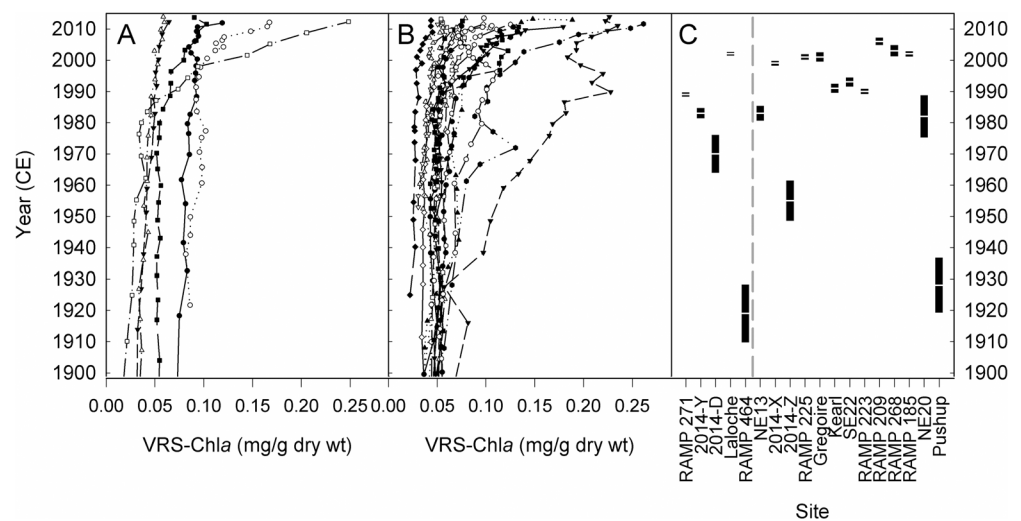 A
B
C
2010
2000
1990
1980
1970
1960
1950
1940
1930
1920
1910
1900
Year (CE)
2010
2000
1990
1980
1970
1960
1950
1940
1930
1920
1910
1900
0.00 0.05 0.10 0.15 0.20 0.25
0.00 0.05 0.10 0.15 0.20 0.25
VRS-Chla (mg/g dry wt)
VRS-Chla (mg/g dry wt)
RAMP 271
2014-Y
2014-D
Laloche
RAMP 464
NE13
2014-X
2014-Z
RAMP 225
Gregoire
Kearl
SE22
RAMP 223
RAMP 209
RAMP 268
RAMP 185
NE20
Pushup
Site